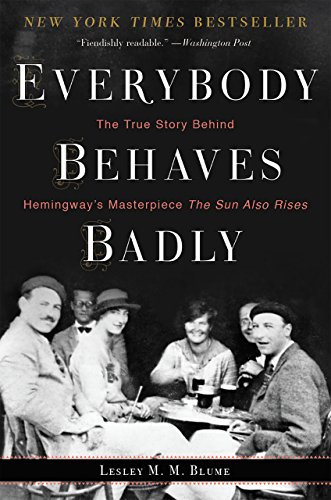 NEW YORK TIMES BESTSELLER
"Fiendishly readable." —Washington Post
EVERYBODY
The True Story Behind
BEHAVES
Hemingway's Masterpiece The Sun Also Rises
BADLY
LESLEY M. M. BLUME